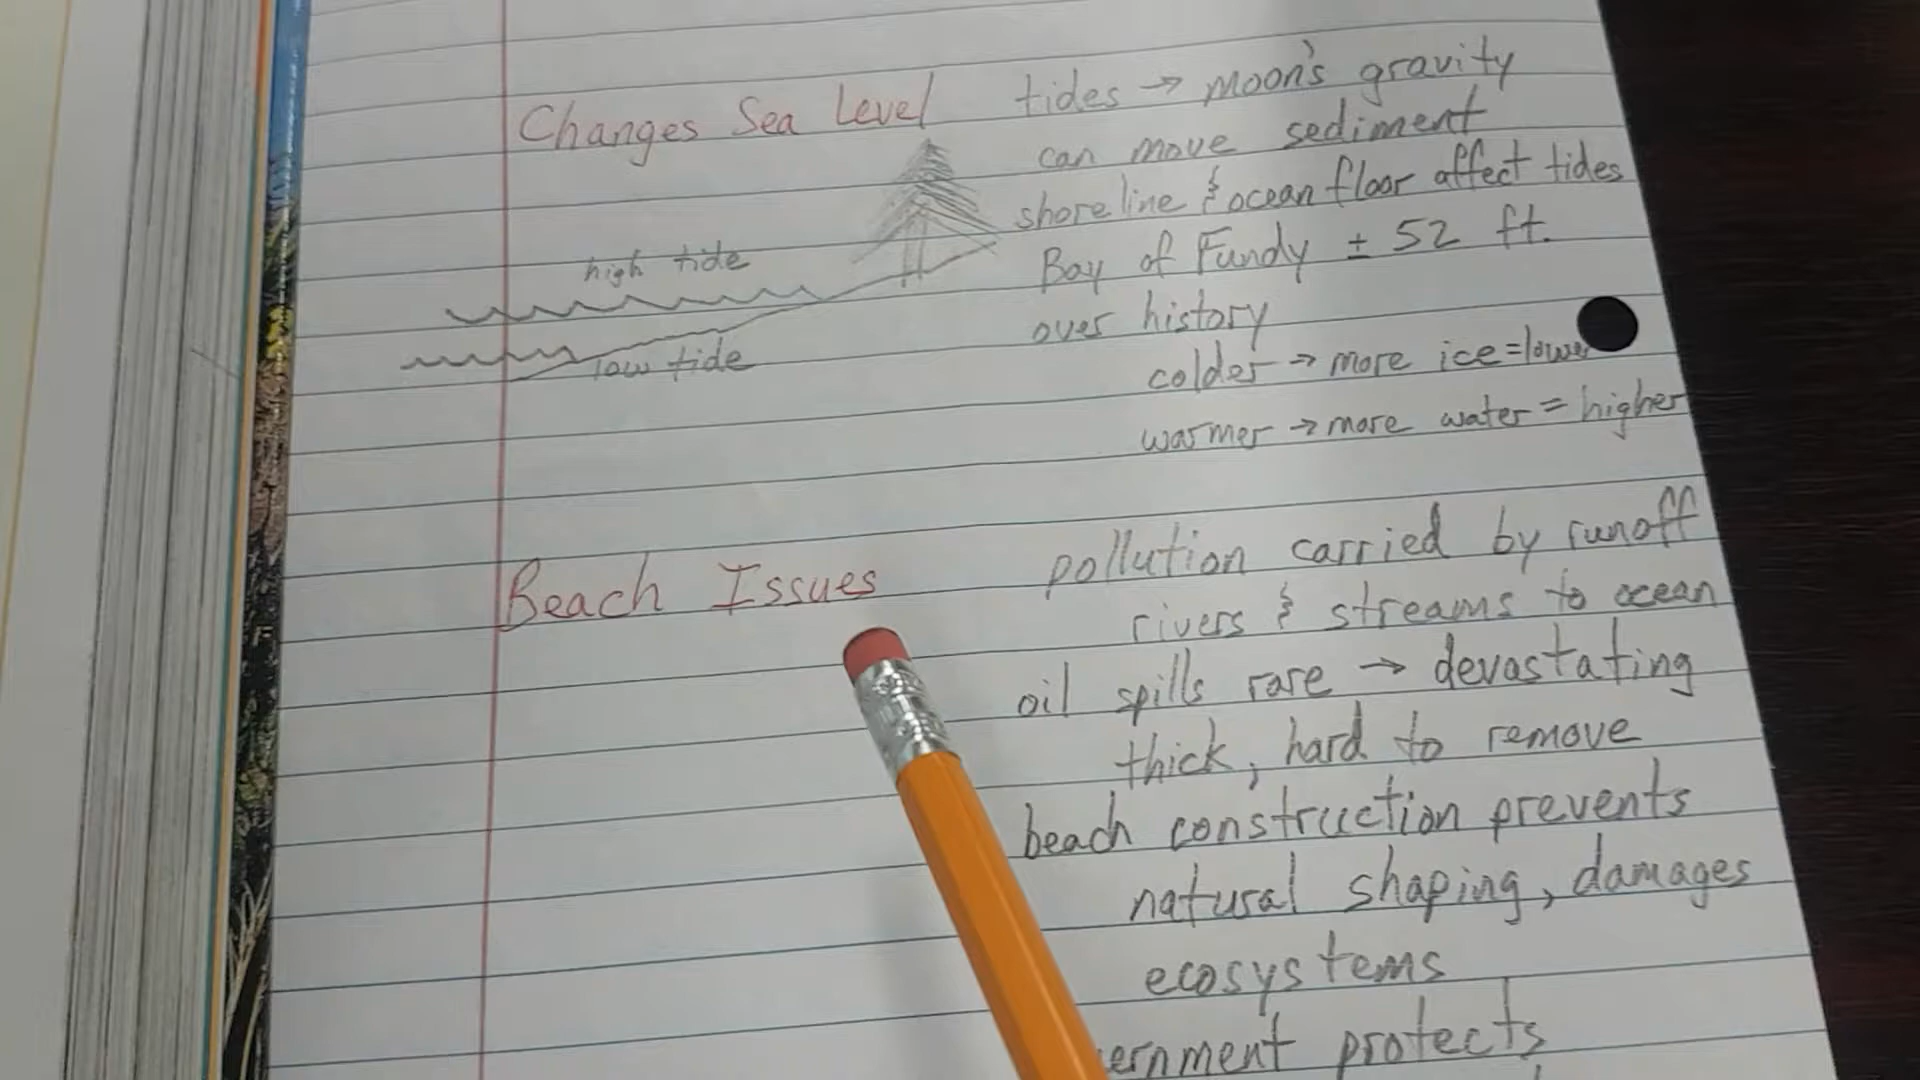 Changes Sea Level
tides → moon's gravity
can move sediment
shoreline & ocean floor affect tides
Bay of Fundy ± 52 ft.
over history
colder → more ice = lower
warmer → more water = higher
high tide
low tide
Beach Issues
pollution carried by runoff
rivers & streams to ocean
oil spills rare → devastating
thick, hard to remove
beach construction prevents
natural shaping, damages
ecosystems
protects